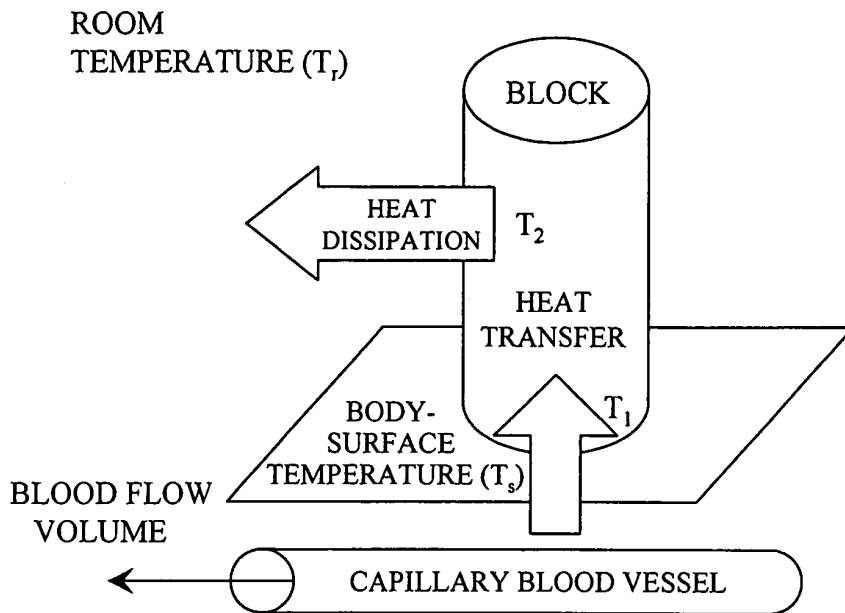 ROOM
TEMPERATURE (Tr)
BLOCK
HEAT
DISSIPATION
T2
HEAT
TRANSFER
T1
BODY-
SURFACE
TEMPERATURE (Ts)
BLOOD FLOW
VOLUME
CAPILLARY BLOOD VESSEL